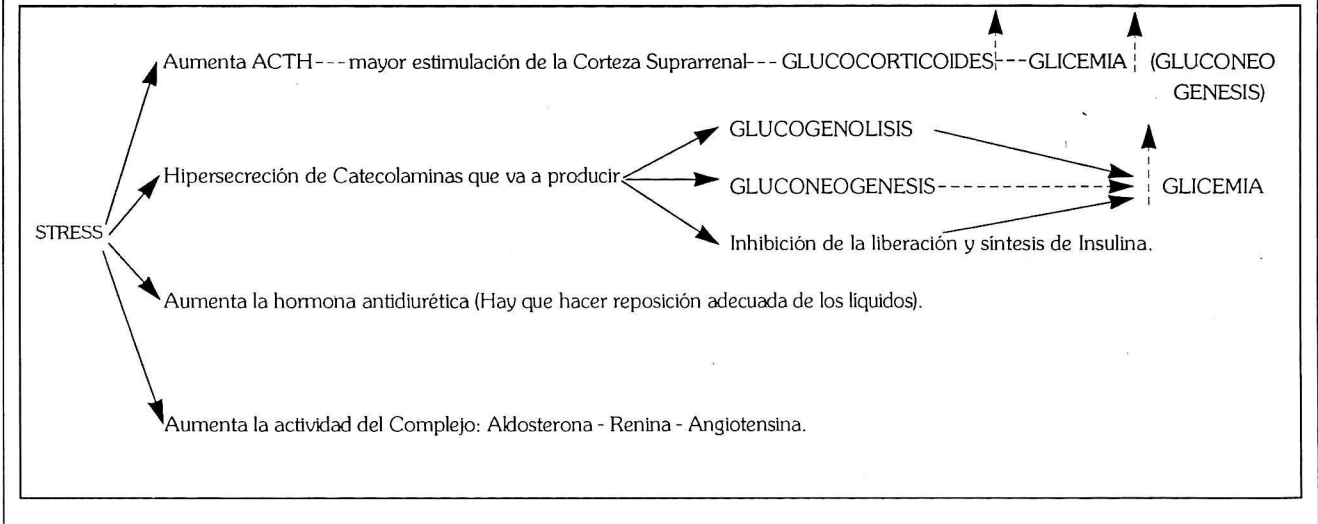 Aumenta ACTH---mayor estimulación de la Corteza Suprarrenal--- GLUCOCORTICOIDES---GLICEMIA (GLUCONEO
GENESIS)
GLUCOGENOLISIS
Hipersecreción de Catecolaminas que va a producir
GLUCONEOGENESIS
GLICEMIA
STRESS
Inhibición de la liberación y síntesis de Insulina.
Aumenta la hormona antidiurética (Hay que hacer reposición adecuada de los líquidos).
Aumenta la actividad del Complejo: Aldosterona - Renina - Angiotensina.